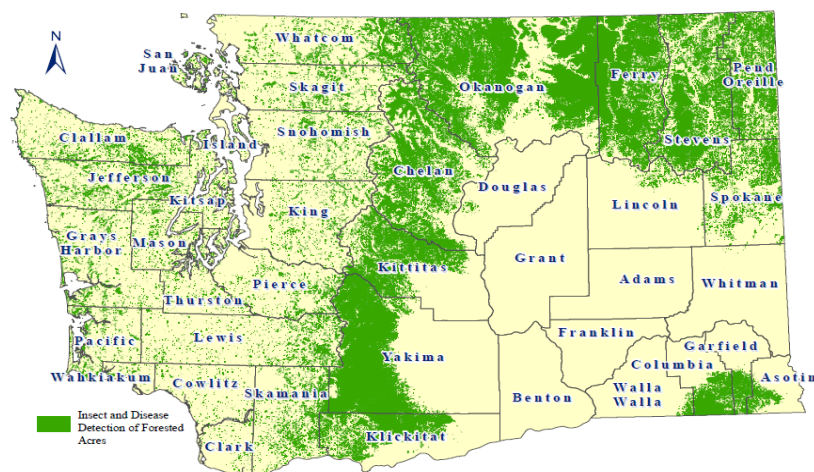 N
Whatcom
San
Juan
Skagit
Okanogan
Ferry
Pend
Oreille
Clallam
Island
Snohomish
Stevens
Jefferson
Chelan
Kitsap
Douglas
King
Lincoln
Spokane
Grays
Harbor
Mason
Kittitas
Grant
Adams
Whitman
Thurston
Pierce
Pacific
Lewis
Yakima
Franklin
Garfield
Columbia
Wahkiakum
Cowlitz
Skamania
Benton
Walla
Walla
Asotin
Insect and Disease
Detection of Forested
Acres
Clark
Klickitat